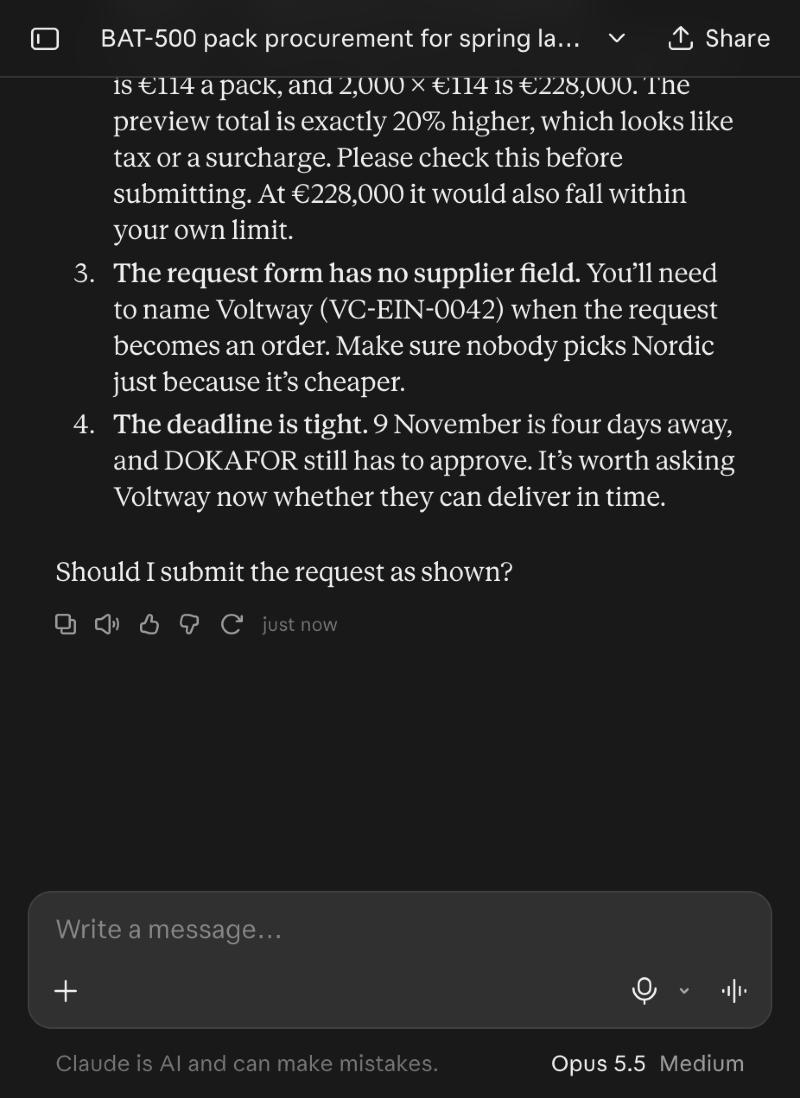 BAT-500 pack procurement for spring la...
Share
is €114 a pack, and 2,000 × €114 is €228,000. The
preview total is exactly 20% higher, which looks like
tax or a surcharge. Please check this before
submitting. At €228,000 it would also fall within
your own limit.
3. The request form has no supplier field. You’ll need
to name Voltway (VC-EIN-0042) when the request
becomes an order. Make sure nobody picks Nordic
just because it’s cheaper.
4. The deadline is tight. 9 November is four days away,
and DOKAFOR still has to approve. It’s worth asking
Voltway now whether they can deliver in time.
Should I submit the request as shown?
just now
Write a message...
Claude is AI and can make mistakes.
Opus 5.5 Medium